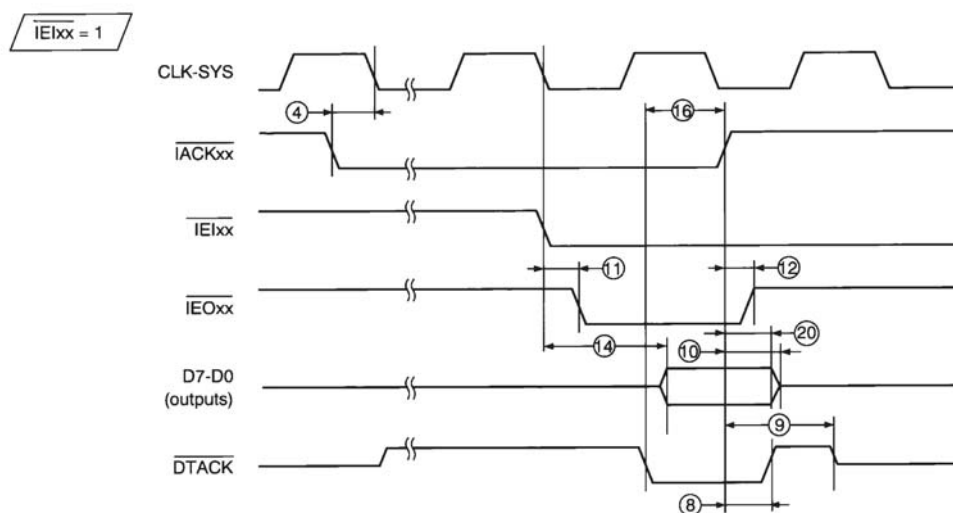 IEIxx = 1
CLK-SYS
4
16
IACKxx
IEIxx
11
12
IEOxx
20
14
10
D7-D0
(outputs)
9
DTACK
8